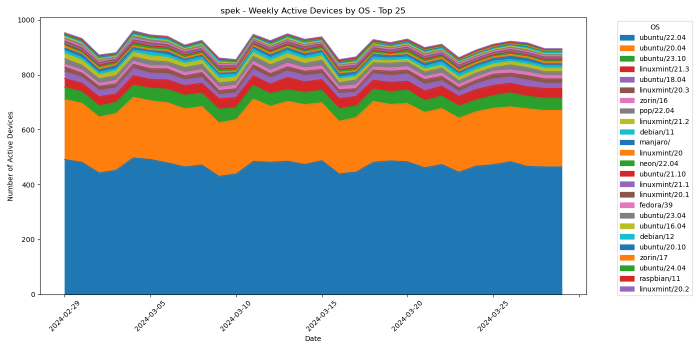 spek - Weekly Active Devices by OS - Top 25
Number of Active Devices
1000
800
600
400
200
0
2024-02-29
2024-03-05
2024-03-10
2024-03-15
2024-03-20
2024-03-25
Date
OS
ubuntu/22.04
ubuntu/20.04
ubuntu/23.10
linuxmint/21.3
ubuntu/18.04
linuxmint/20.3
zorin/16
pop/22.04
linuxmint/21.2
debian/11
manjaro/
linuxmint/20
neon/22.04
ubuntu/21.10
linuxmint/21.1
linuxmint/20.1
fedora/39
ubuntu/23.04
ubuntu/16.04
debian/12
ubuntu/20.10
zorin/17
ubuntu/24.04
raspbian/11
linuxmint/20.2